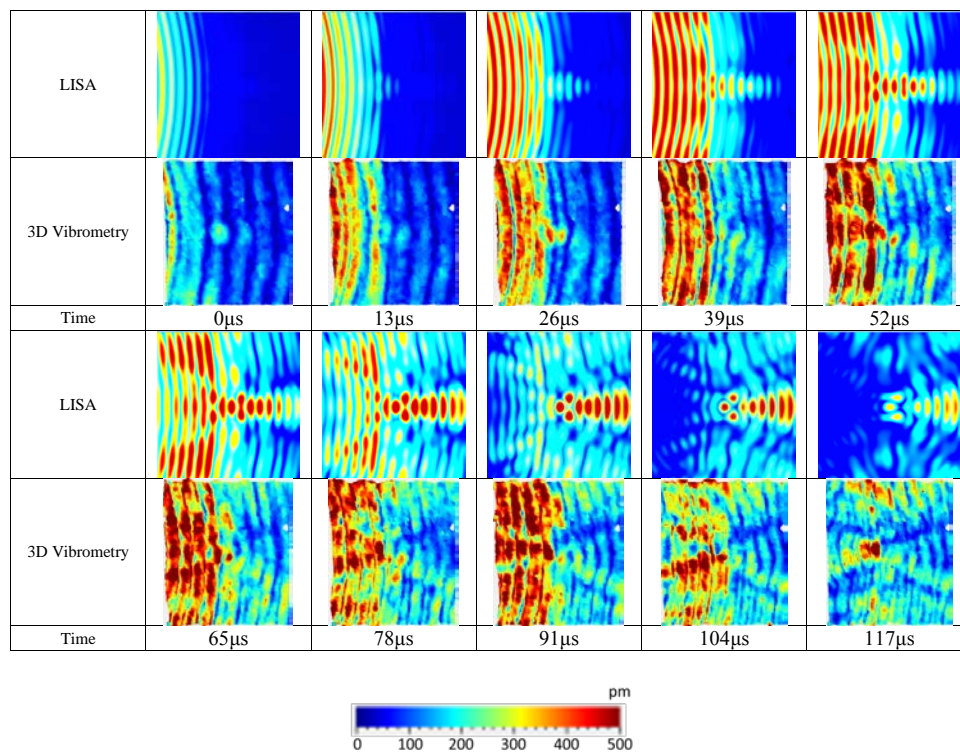 LISA
3D Vibrometry
Time 0μs 13μs 26μs 39μs 52μs
LISA
3D Vibrometry
Time 65μs 78μs 91μs 104μs 117μs
pm
0 100 200 300 400 500